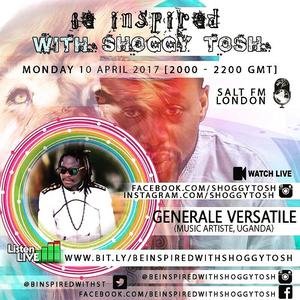 BE INSPIRED
WITH. SHOGGY TOSH.
MONDAY 10 APRIL 2017 [2000 - 2200 GMT]
SALT FM
LONDON
WATCH LIVE
FACEBOOK.COM/SHOGGYTOSH
INSTAGRAM.COM/SHOGGYTOSH
GENERALE VERSATILE
(MUSIC ARTISTE, UGANDA)
Listen
LIVE
WWW.BIT.LY/BEINSPIREDWITHSHOGGYTOSH
@BINSPIREDWITHST
@BEINSPIREDWITHSHOGGYTOSH
FACEBOOK.COM/BEINSPIREDWITHSHOGGYTOSH